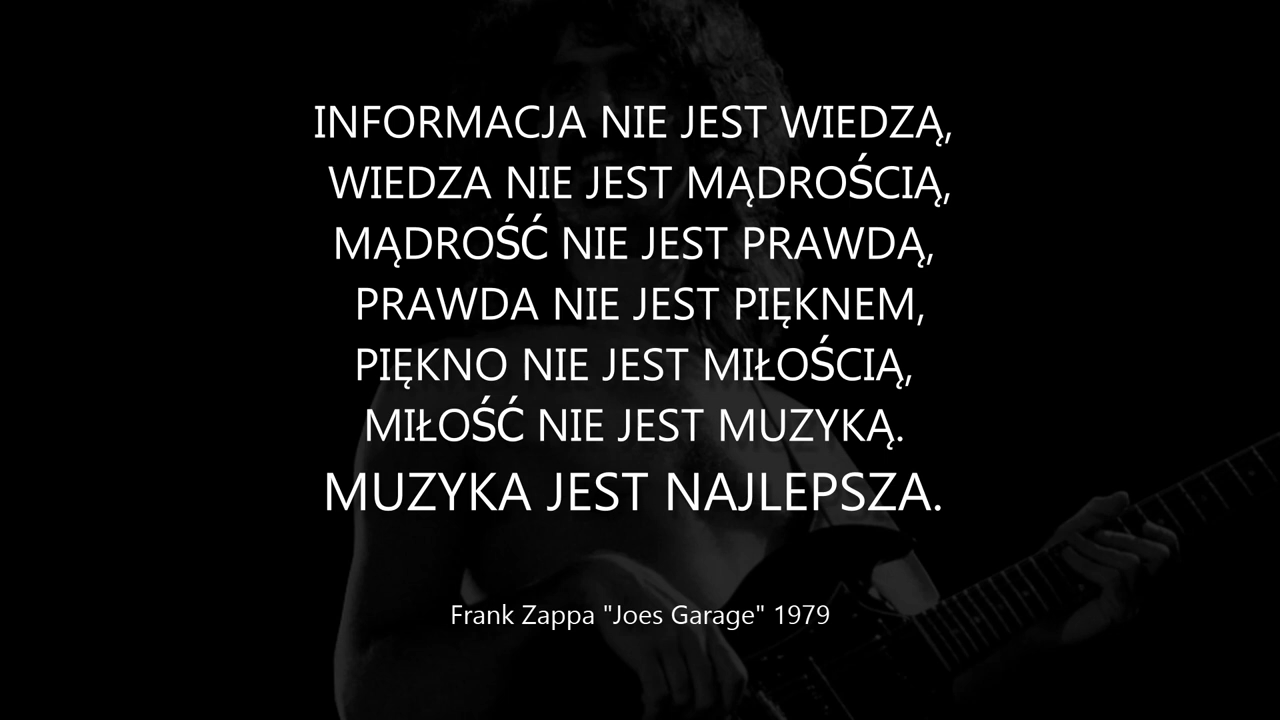 INFORMACJA NIE JEST WIEDZĄ,
WIEDZA NIE JEST MĄDROŚCIĄ,
MĄDROŚĆ NIE JEST PRAWDĄ,
PRAWDA NIE JEST PIĘKNEM,
PIĘKNO NIE JEST MIŁOŚCIĄ,
MIŁOŚĆ NIE JEST MUZYKĄ.
MUZYKA JEST NAJLEPSZA.
Frank Zappa "Joes Garage" 1979